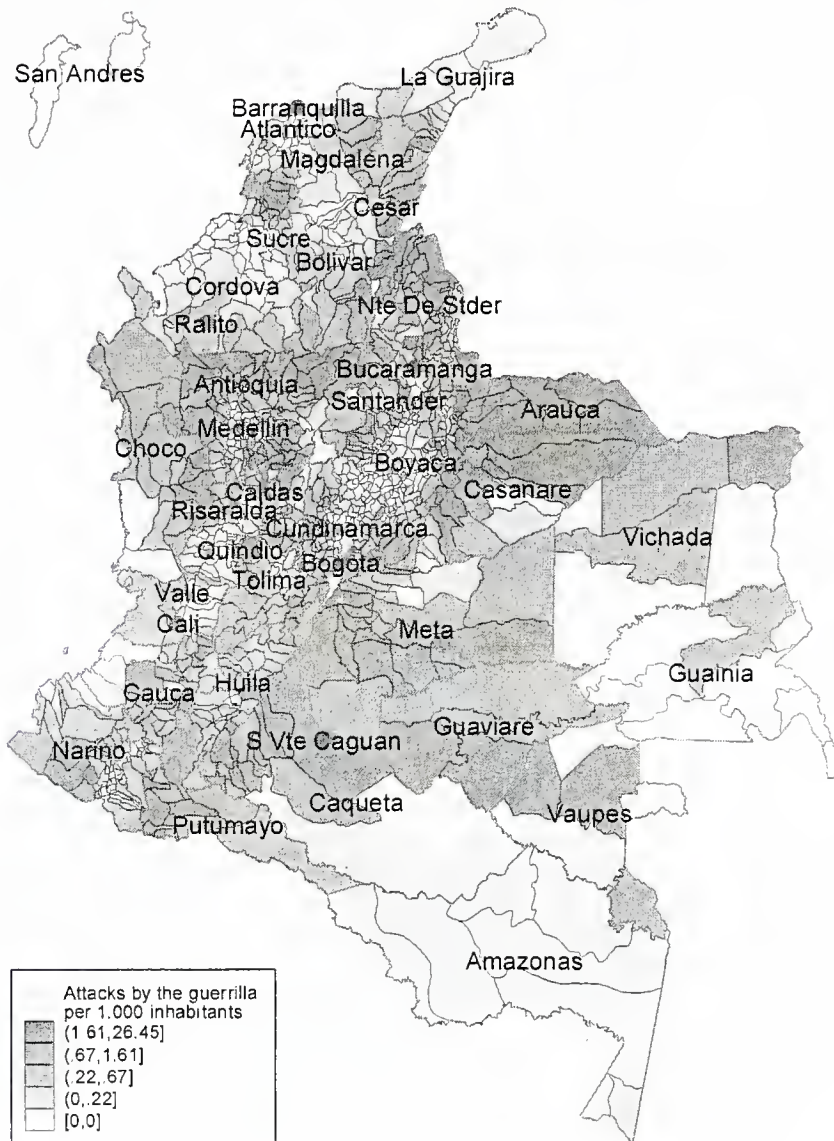 San Andres
La Guajira
Barranquilla
Atlantico
Magdalena
Cesar
Sucre
Bolivar
Cordova
Nte De Stder
Ralito
Bucaramanga
Antioquia
Santander
Arauca
Medellin
Choco
Boyaca
Caldas
Casanare
Risaralda
Cundinamarca
Vichada
Quindio
Bogota
Tolima
Valle
Cali
Meta
Guainia
Cauca
Huila
Guaviare
S Vte Caguan
Narino
Caqueta
Vaupes
Putumayo
Amazonas
Attacks by the guerrilla
per 1.000 inhabitants
(1 61,26.45]
(.67,1.61]
(.22,.67]
(0,.22]
[0,0]